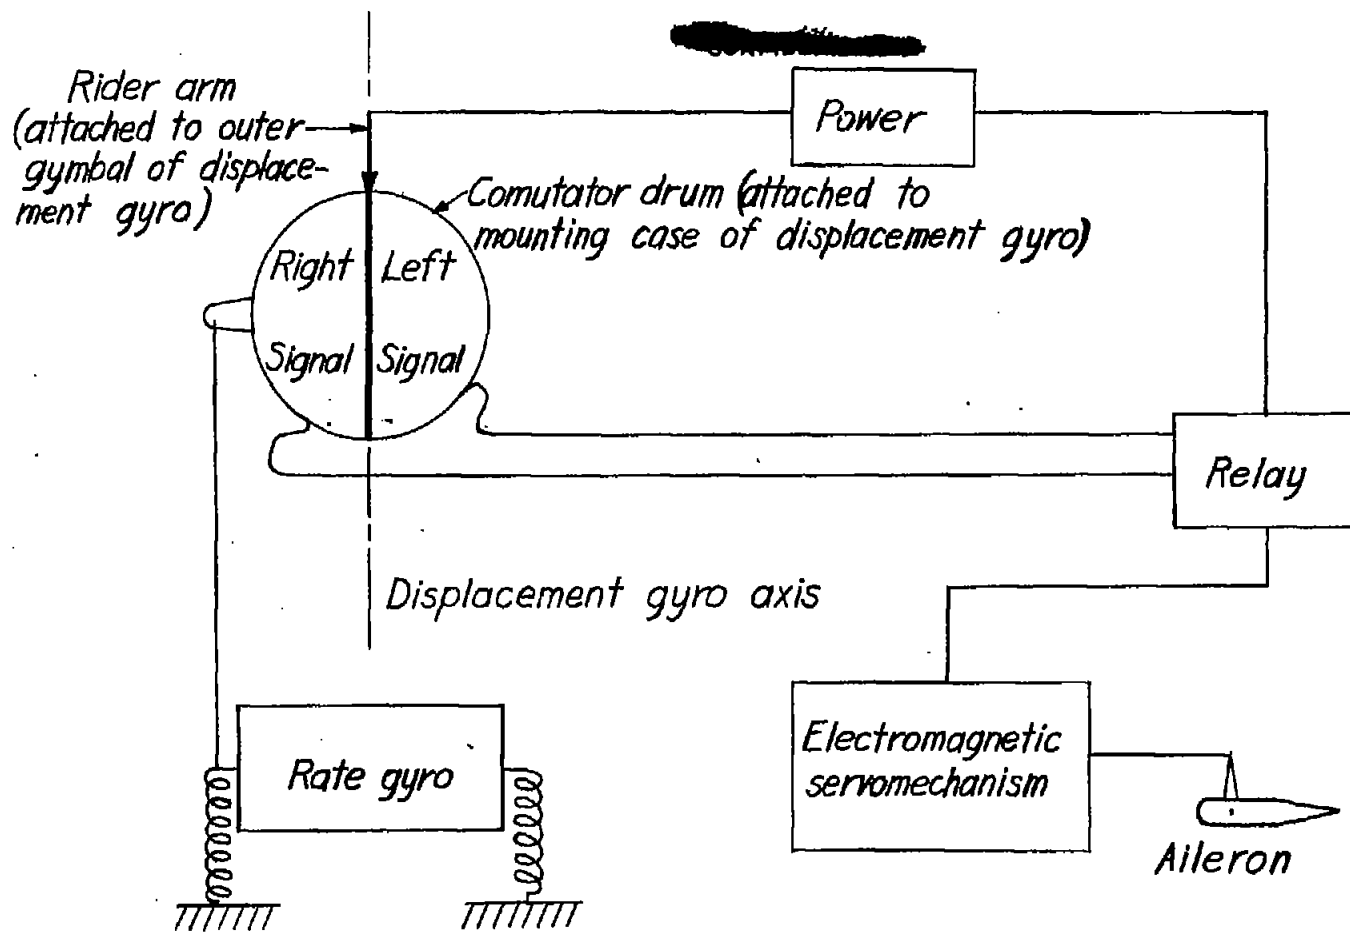 Rider arm
(attached to outer
gymbal of displace-
ment gyro)
Power
Comutator drum (attached to
mounting case of displacement gyro)
Right Left
Signal Signal
Relay
Displacement gyro axis
Rate gyro
Electromagnetic
servomechanism
Aileron